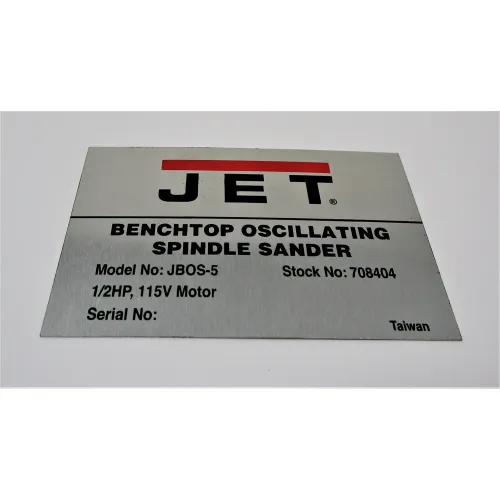 JET®
BENCHTOP OSCILLATING
SPINDLE SANDER
Model No: JBOS-5 Stock No: 708404
1/2HP, 115V Motor
Serial No:
Taiwan